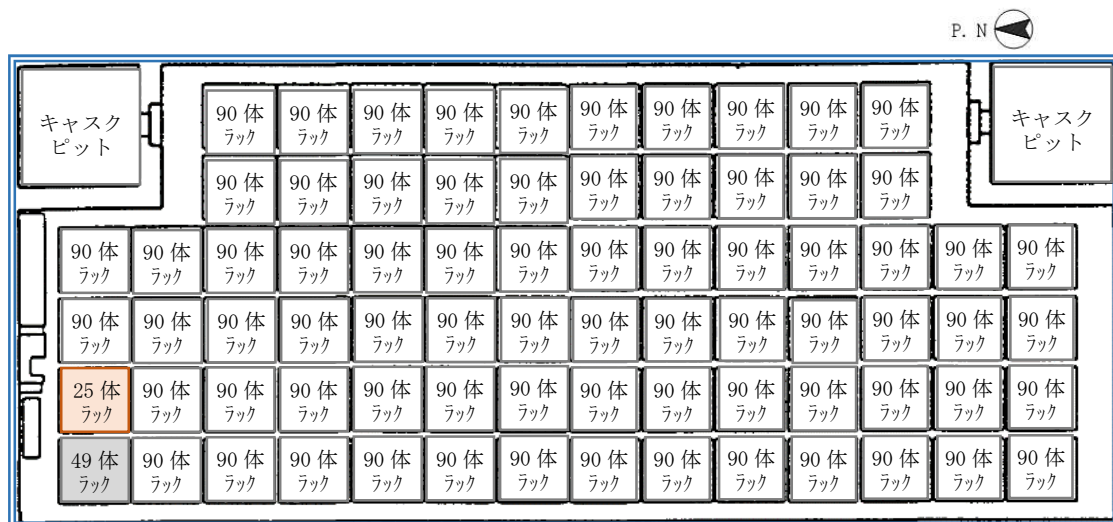 P. N
キャスク
ピット
90 体 90 体 90 体 90 体 90 体 90 体 90 体 90 体 90 体 90 体
ﾗｯｸ ﾗｯｸ ﾗｯｸ ﾗｯｸ ﾗｯｸ ﾗｯｸ ﾗｯｸ ﾗｯｸ ﾗｯｸ ﾗｯｸ
キャスク
ピット
90 体 90 体 90 体 90 体 90 体 90 体 90 体 90 体 90 体 90 体
ﾗｯｸ ﾗｯｸ ﾗｯｸ ﾗｯｸ ﾗｯｸ ﾗｯｸ ﾗｯｸ ﾗｯｸ ﾗｯｸ ﾗｯｸ
90 体 90 体 90 体 90 体 90 体 90 体 90 体 90 体 90 体 90 体 90 体 90 体 90 体 90 体
ﾗｯｸ ﾗｯｸ ﾗｯｸ ﾗｯｸ ﾗｯｸ ﾗｯｸ ﾗｯｸ ﾗｯｸ ﾗｯｸ ﾗｯｸ ﾗｯｸ ﾗｯｸ ﾗｯｸ ﾗｯｸ
90 体 90 体 90 体 90 体 90 体 90 体 90 体 90 体 90 体 90 体 90 体 90 体 90 体 90 体
ﾗｯｸ ﾗｯｸ ﾗｯｸ ﾗｯｸ ﾗｯｸ ﾗｯｸ ﾗｯｸ ﾗｯｸ ﾗｯｸ ﾗｯｸ ﾗｯｸ ﾗｯｸ ﾗｯｸ ﾗｯｸ
25 体 90 体 90 体 90 体 90 体 90 体 90 体 90 体 90 体 90 体 90 体 90 体 90 体 90 体
ﾗｯｸ ﾗｯｸ ﾗｯｸ ﾗｯｸ ﾗｯｸ ﾗｯｸ ﾗｯｸ ﾗｯｸ ﾗｯｸ ﾗｯｸ ﾗｯｸ ﾗｯｸ ﾗｯｸ ﾗｯｸ
49 体 90 体 90 体 90 体 90 体 90 体 90 体 90 体 90 体 90 体 90 体 90 体 90 体 90 体
ﾗｯｸ ﾗｯｸ ﾗｯｸ ﾗｯｸ ﾗｯｸ ﾗｯｸ ﾗｯｸ ﾗｯｸ ﾗｯｸ ﾗｯｸ ﾗｯｸ ﾗｯｸ ﾗｯｸ ﾗｯｸ